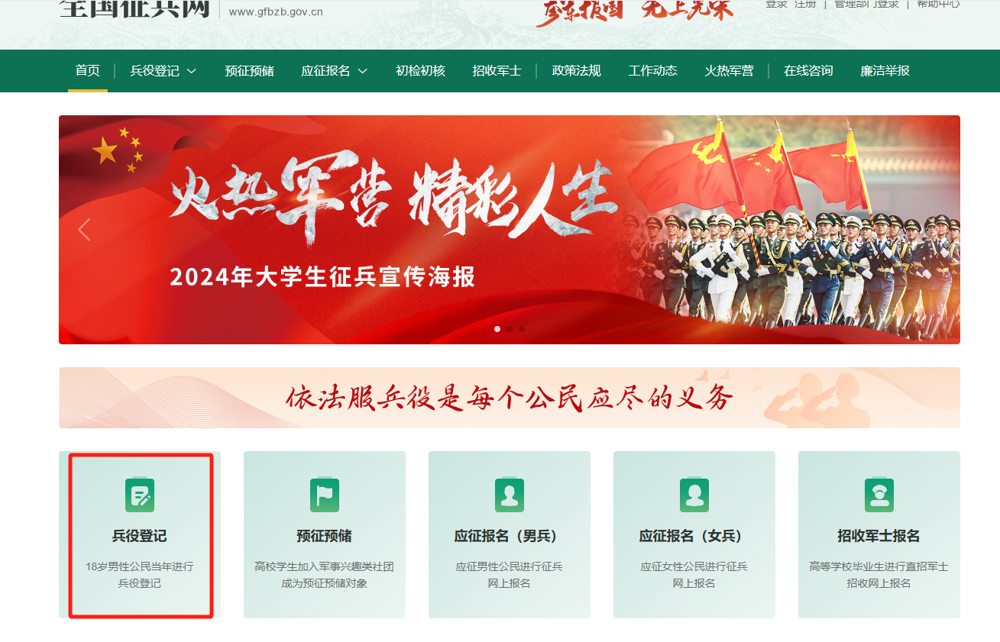 全国征兵网 www.gfbzb.gov.cn 参军报国 无上光荣 登录 注册 | 管理部门登录 | 帮助中心
首页 兵役登记 预征预储 应征报名 初检初核 招收军士 政策法规 工作动态 火热军营 在线咨询 廉洁举报
火热军营 精彩人生
2024年大学生征兵宣传海报
依法服兵役是每个公民应尽的义务
兵役登记
18岁男性公民当年进行
兵役登记
预征预储
高校学生加入军事兴趣类社团
成为预征预储对象
应征报名（男兵）
应征男性公民进行征兵
网上报名
应征报名（女兵）
应征女性公民进行征兵
网上报名
招收军士报名
高等学校毕业生进行直招军士
招收网上报名